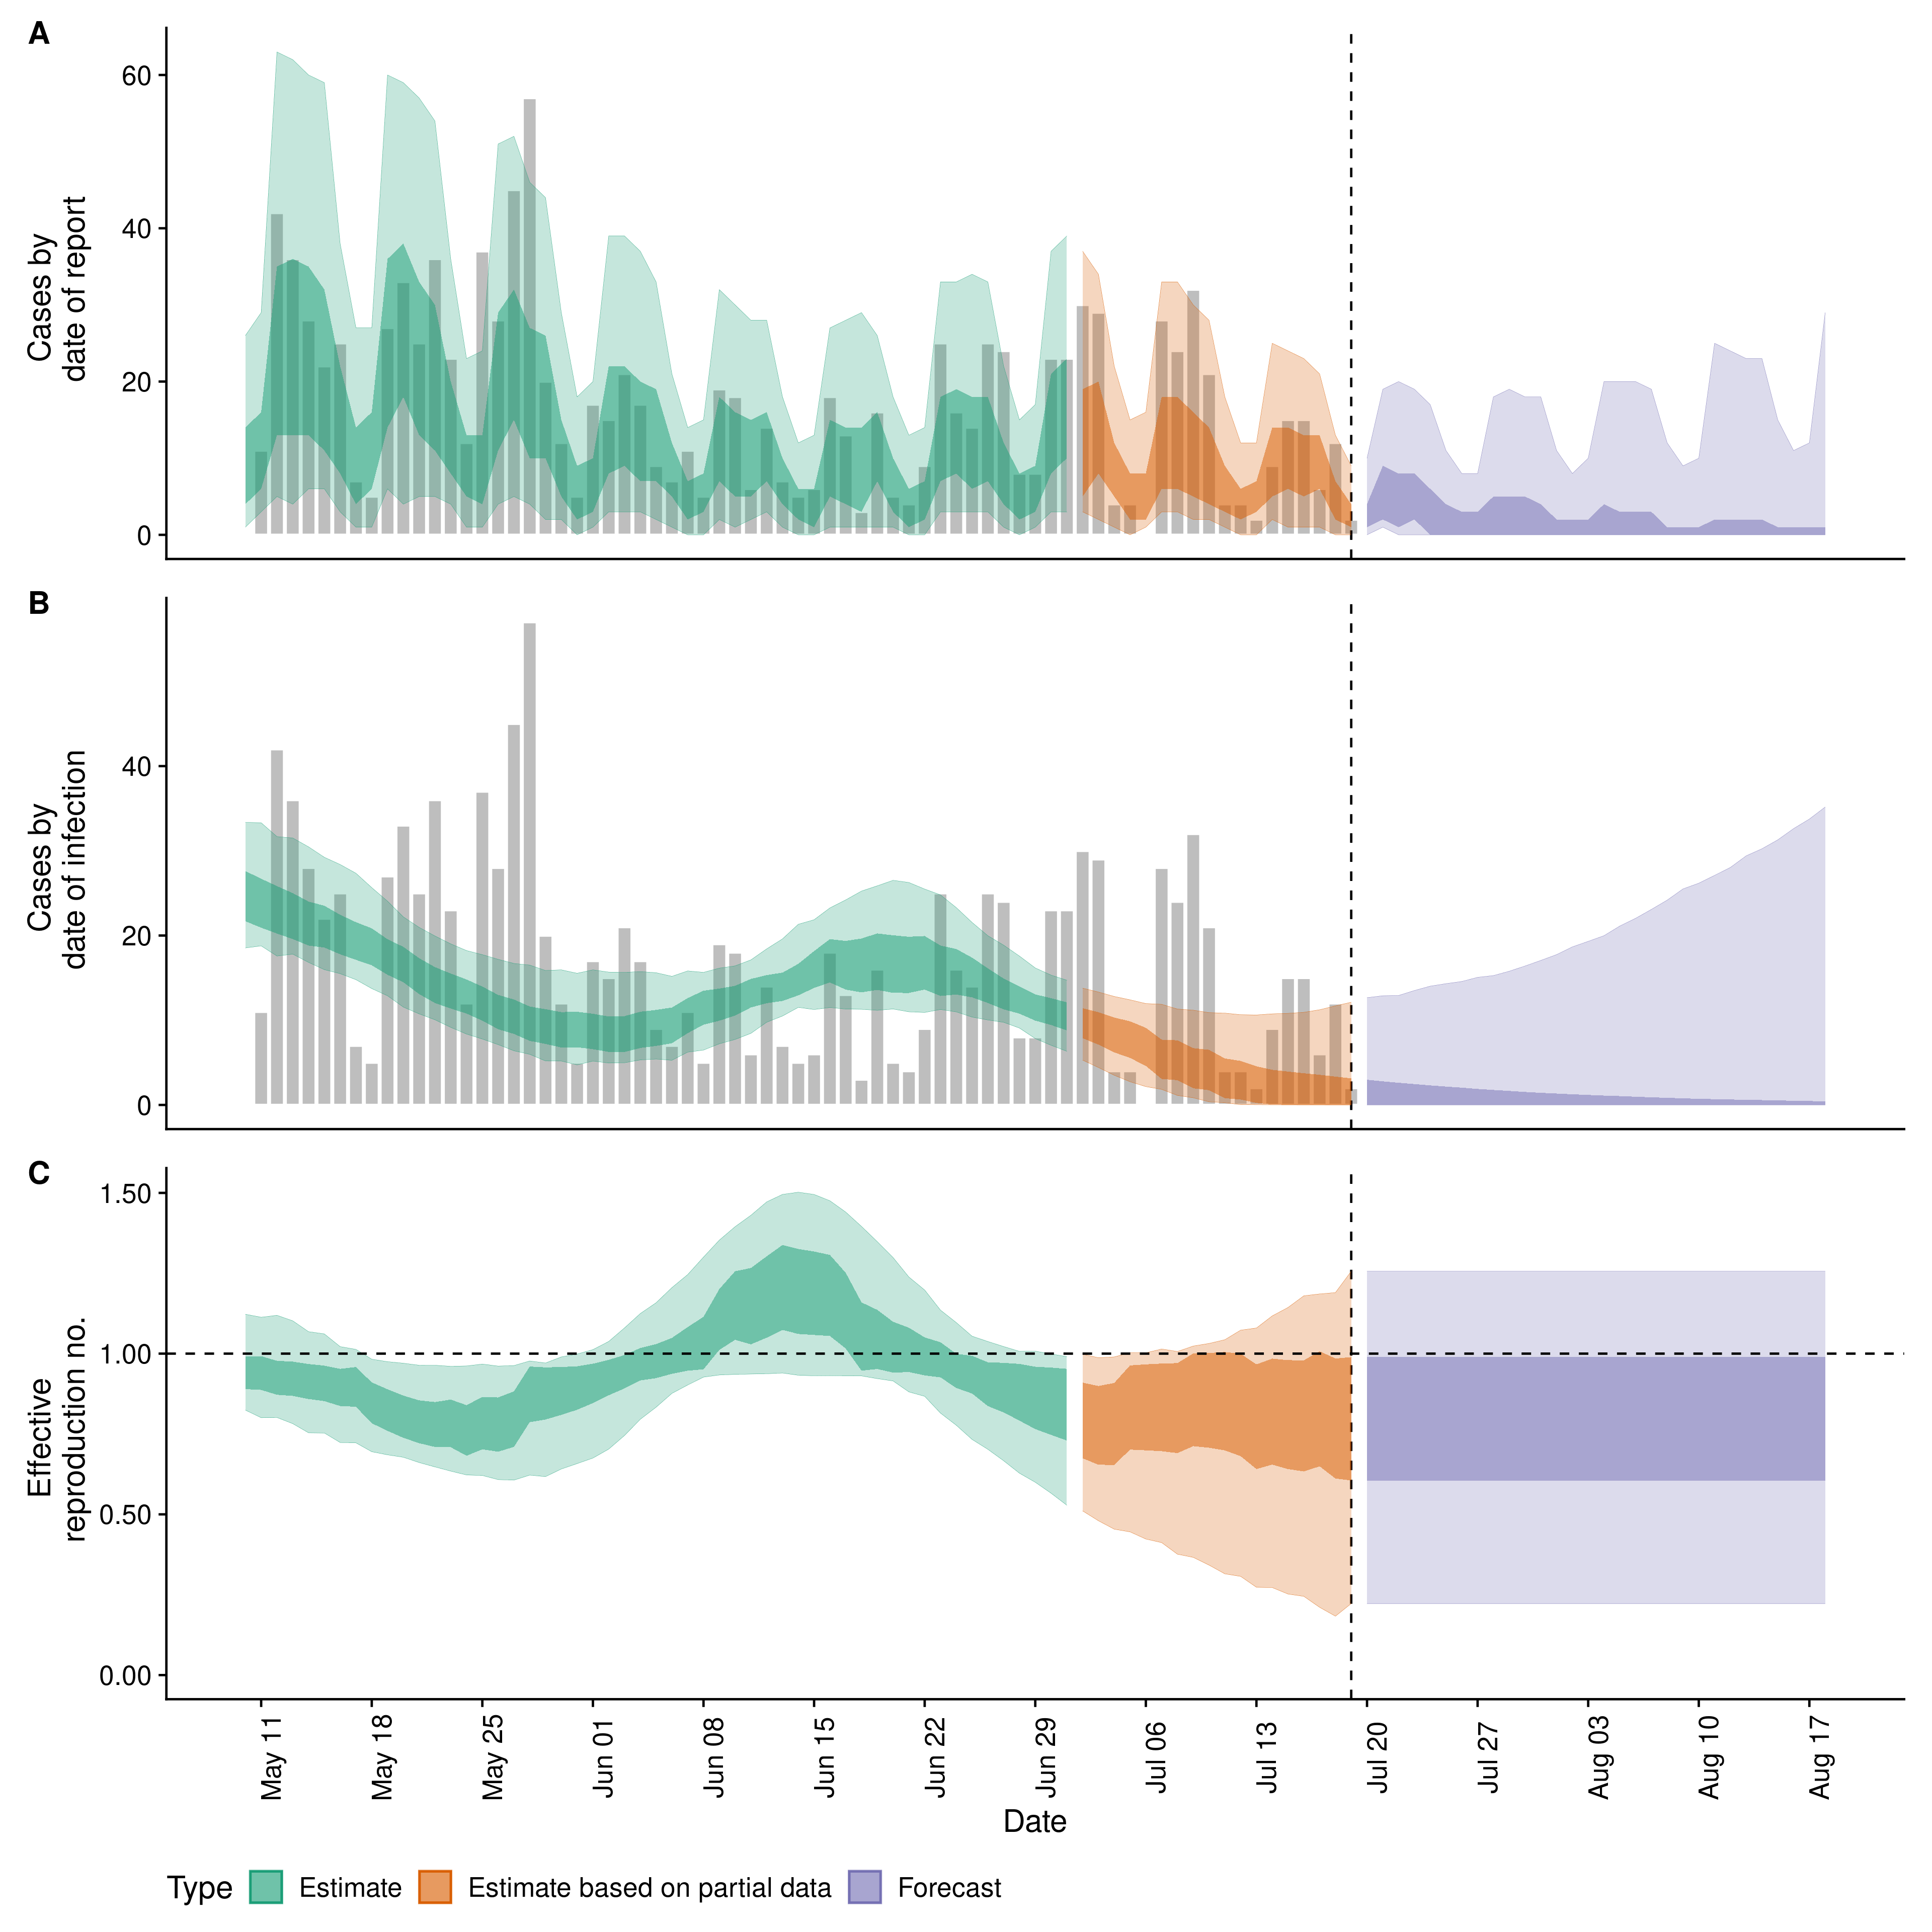 A
60
40
20
0
Cases by
date of report
B
40
20
0
Cases by
date of infection
C
1.50
1.00
0.50
0.00
Effective
reproduction no.
May 11
May 18
May 25
Jun 01
Jun 08
Jun 15
Jun 22
Jun 29
Jul 06
Jul 13
Jul 20
Jul 27
Aug 03
Aug 10
Aug 17
Date
Type Estimate Estimate based on partial data Forecast